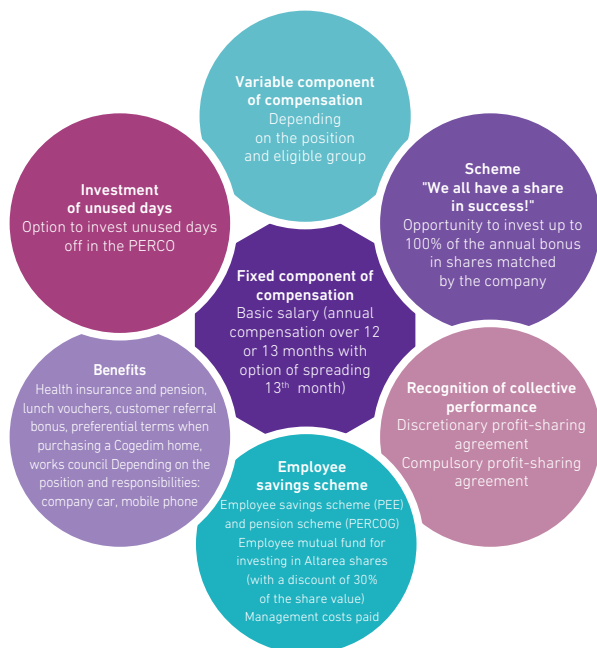 Variable component
of compensation
Depending
on the position
and eligible group
Investment
of unused days
Option to invest unused days
off in the PERCO
Scheme
"We all have a share
in success!"
Opportunity to invest up to
100% of the annual bonus
in shares matched
by the company
Fixed component of
compensation
Basic salary (annual
compensation over 12
or 13 months with
option of spreading
13th month)
Benefits
Health insurance and pension,
lunch vouchers, customer referral
bonus, preferential terms when
purchasing a Cogedim home,
works council Depending on the
position and responsibilities:
company car, mobile phone
Recognition of collective
performance
Discretionary profit-sharing
agreement
Compulsory profit-sharing
agreement
Employee
savings scheme
Employee savings scheme (PEE)
and pension scheme (PERCOG)
Employee mutual fund for
investing in Altarea shares
(with a discount of 30%
of the share value)
Management costs paid